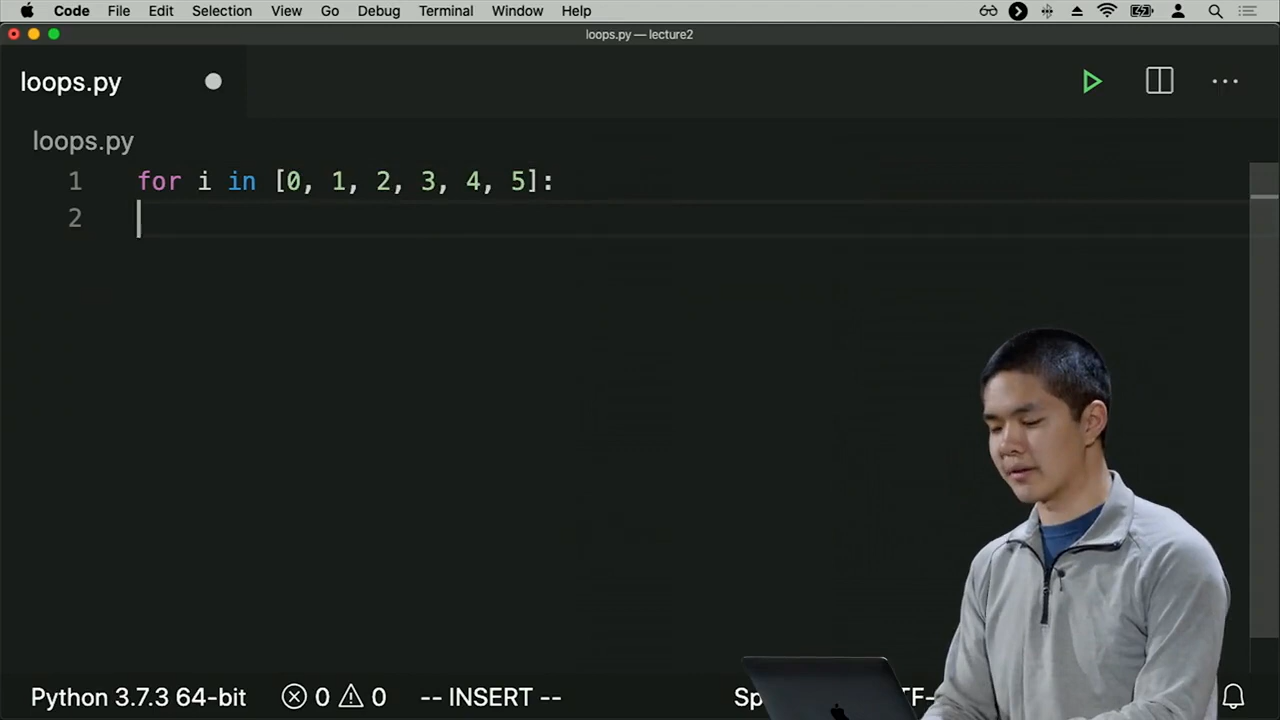 Code File Edit Selection View Go Debug Terminal Window Help
loops.py — lecture2
loops.py
loops.py
1 for i in [0, 1, 2, 3, 4, 5]:
2
Python 3.7.3 64-bit 0 0 -- INSERT --